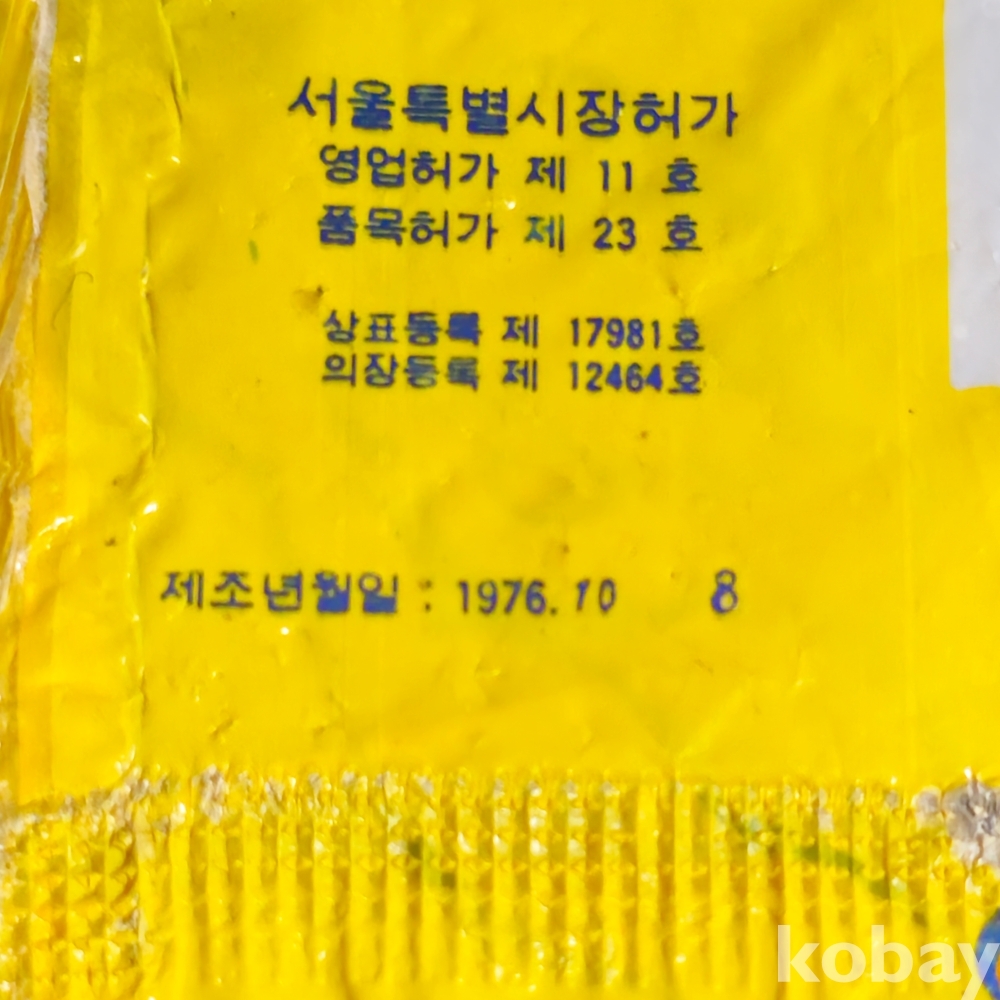 서울특별시장허가
영업허가 제 11 호
품목허가 제 23 호
상표등록 제 17981호
의장등록 제 12464호
제조년월일 : 1976.10 8
kobay